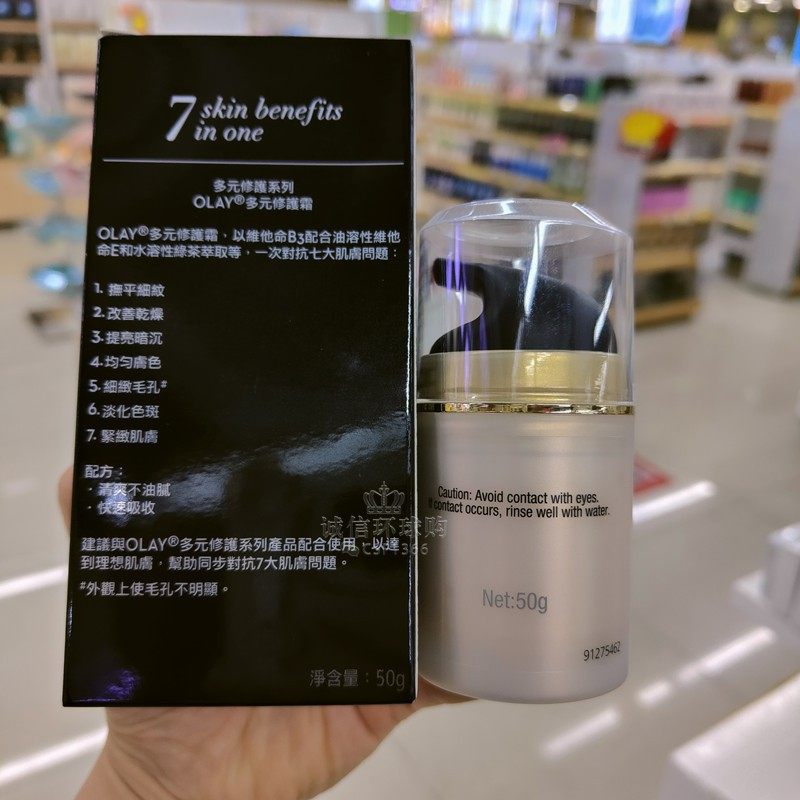 7 skin benefits
in one
多元修護系列
OLAY®多元修護霜
OLAY®多元修護霜，以維他命B3配合油溶性維他
命E和水溶性綠茶萃取等，一次對抗七大肌膚問題：
1. 撫平細紋
2. 改善乾燥
3. 提亮暗沉
4. 均勻膚色
5. 細緻毛孔#
6. 淡化色斑
7. 緊緻肌膚
配方：
· 清爽不油膩
· 快速吸收
建議與OLAY®多元修護系列產品配合使用，以達
到理想肌膚，幫助同步對抗7大肌膚問題。
#外觀上使毛孔不明顯。
淨含量：50g
诚信环球购
Caution: Avoid contact with eyes.
If contact occurs, rinse well with water.
Net:50g
91275462